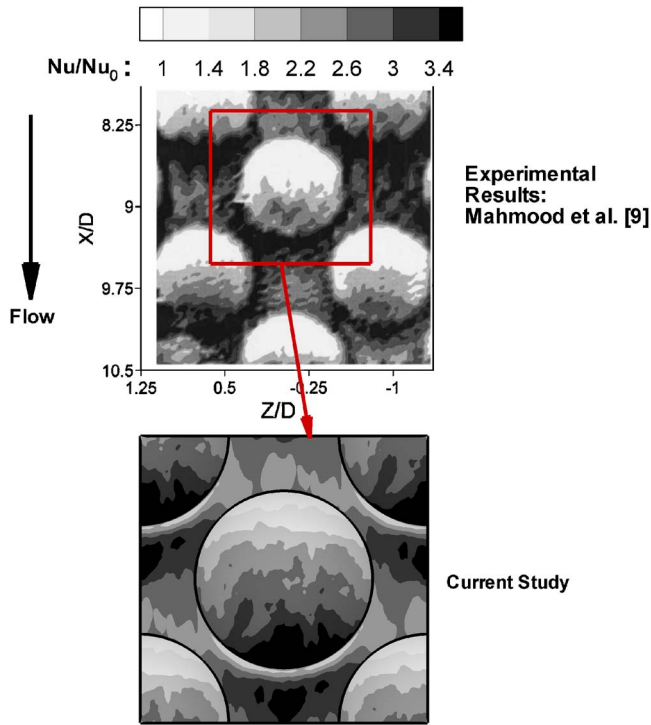 Nu/Nu0 : 1 1.4 1.8 2.2 2.6 3 3.4
8.25
9
9.75
10.5
X/D
Flow
1.25 0.5 -0.25 -1
Z/D
Experimental
Results:
Mahmood et al. [9]
Current Study